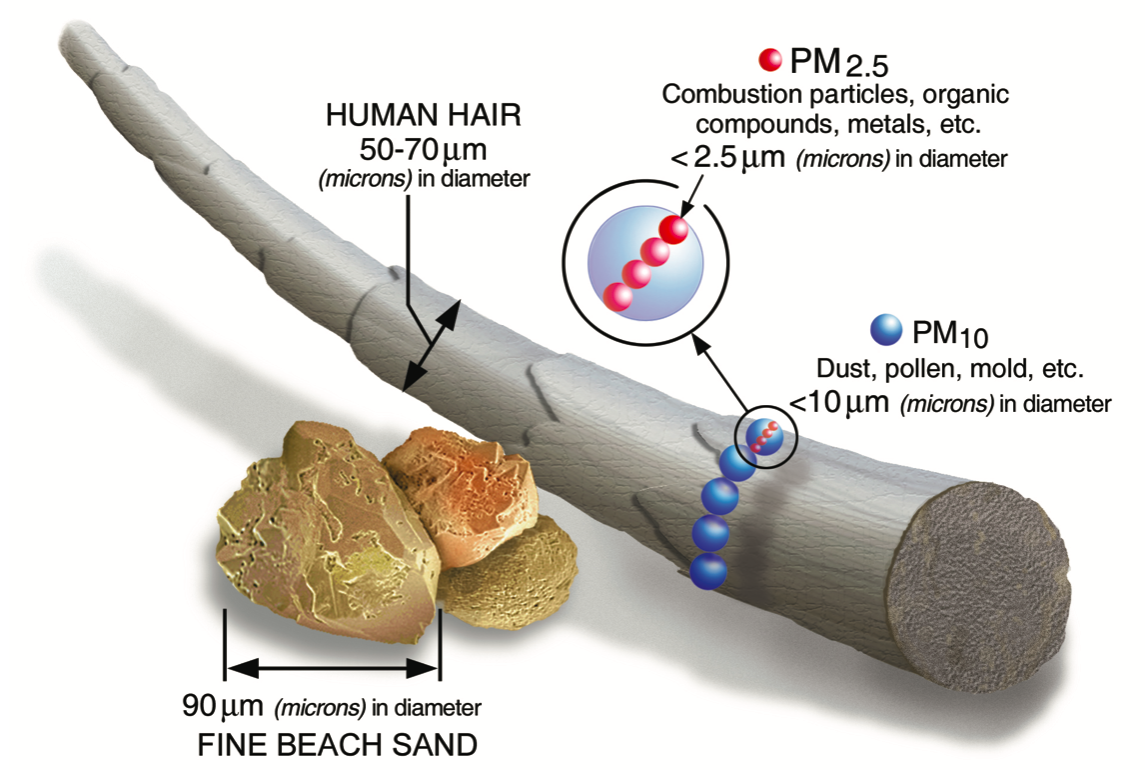 HUMAN HAIR
50-70 μm
(microns) in diameter
PM 2.5
Combustion particles, organic
compounds, metals, etc.
< 2.5 μm (microns) in diameter
PM10
Dust, pollen, mold, etc.
<10 μm (microns) in diameter
90 μm (microns) in diameter
FINE BEACH SAND